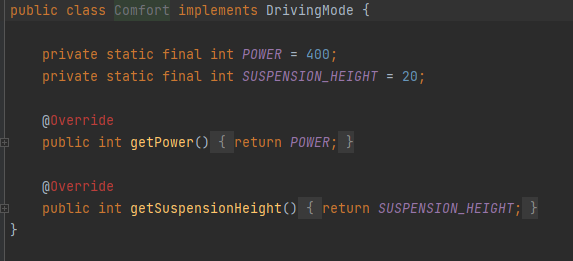 public class Comfort implements DrivingMode {
private static final int POWER = 400;
private static final int SUSPENSION_HEIGHT = 20;
@Override
public int getPower() { return POWER; }
@Override
public int getSuspensionHeight() { return SUSPENSION_HEIGHT; }
}